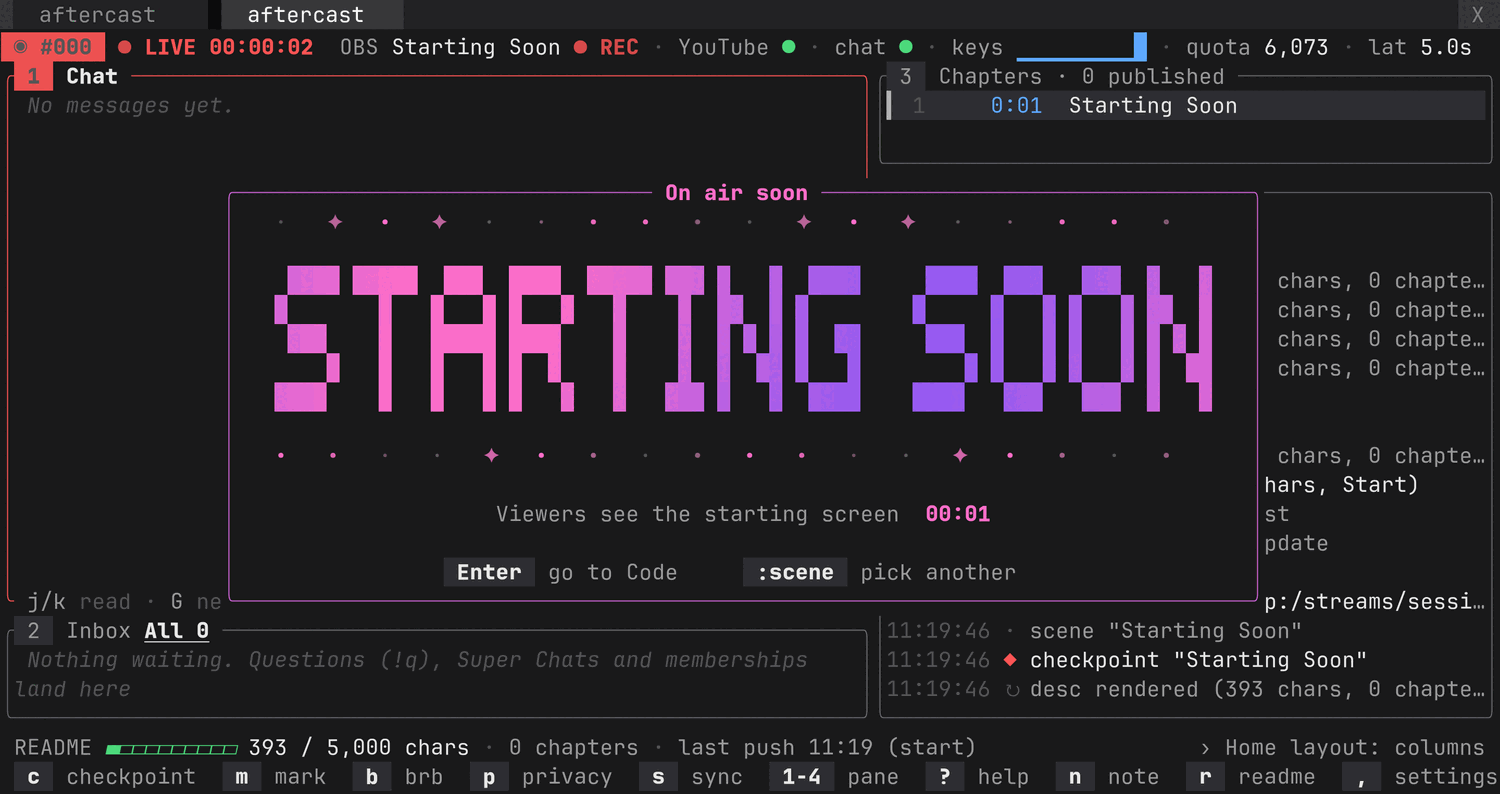 aftercast aftercast X
◉ #000 ● LIVE 00:00:02 OBS Starting Soon ● REC · YouTube ● · chat ● · keys · quota 6,073 · lat 5.0s
1 Chat
No messages yet.
3 Chapters · 0 published
1 0:01 Starting Soon
On air soon
STARTING SOON
Viewers see the starting screen 00:01
Enter go to Code :scene pick another
chars, 0 chapte…
chars, 0 chapte…
chars, 0 chapte…
chars, 0 chapte…
chars, 0 chapte…
hars, Start)
st
pdate
p:/streams/sessi…
j/k read · G ne
2 Inbox All 0
Nothing waiting. Questions (!q), Super Chats and memberships
land here
11:19:46 · scene "Starting Soon"
11:19:46 ◆ checkpoint "Starting Soon"
11:19:46 ↻ desc rendered (393 chars, 0 chapte…
README 393 / 5,000 chars · 0 chapters · last push 11:19 (start) › Home layout: columns
c checkpoint m mark b brb p privacy s sync 1-4 pane ? help n note r readme , settings